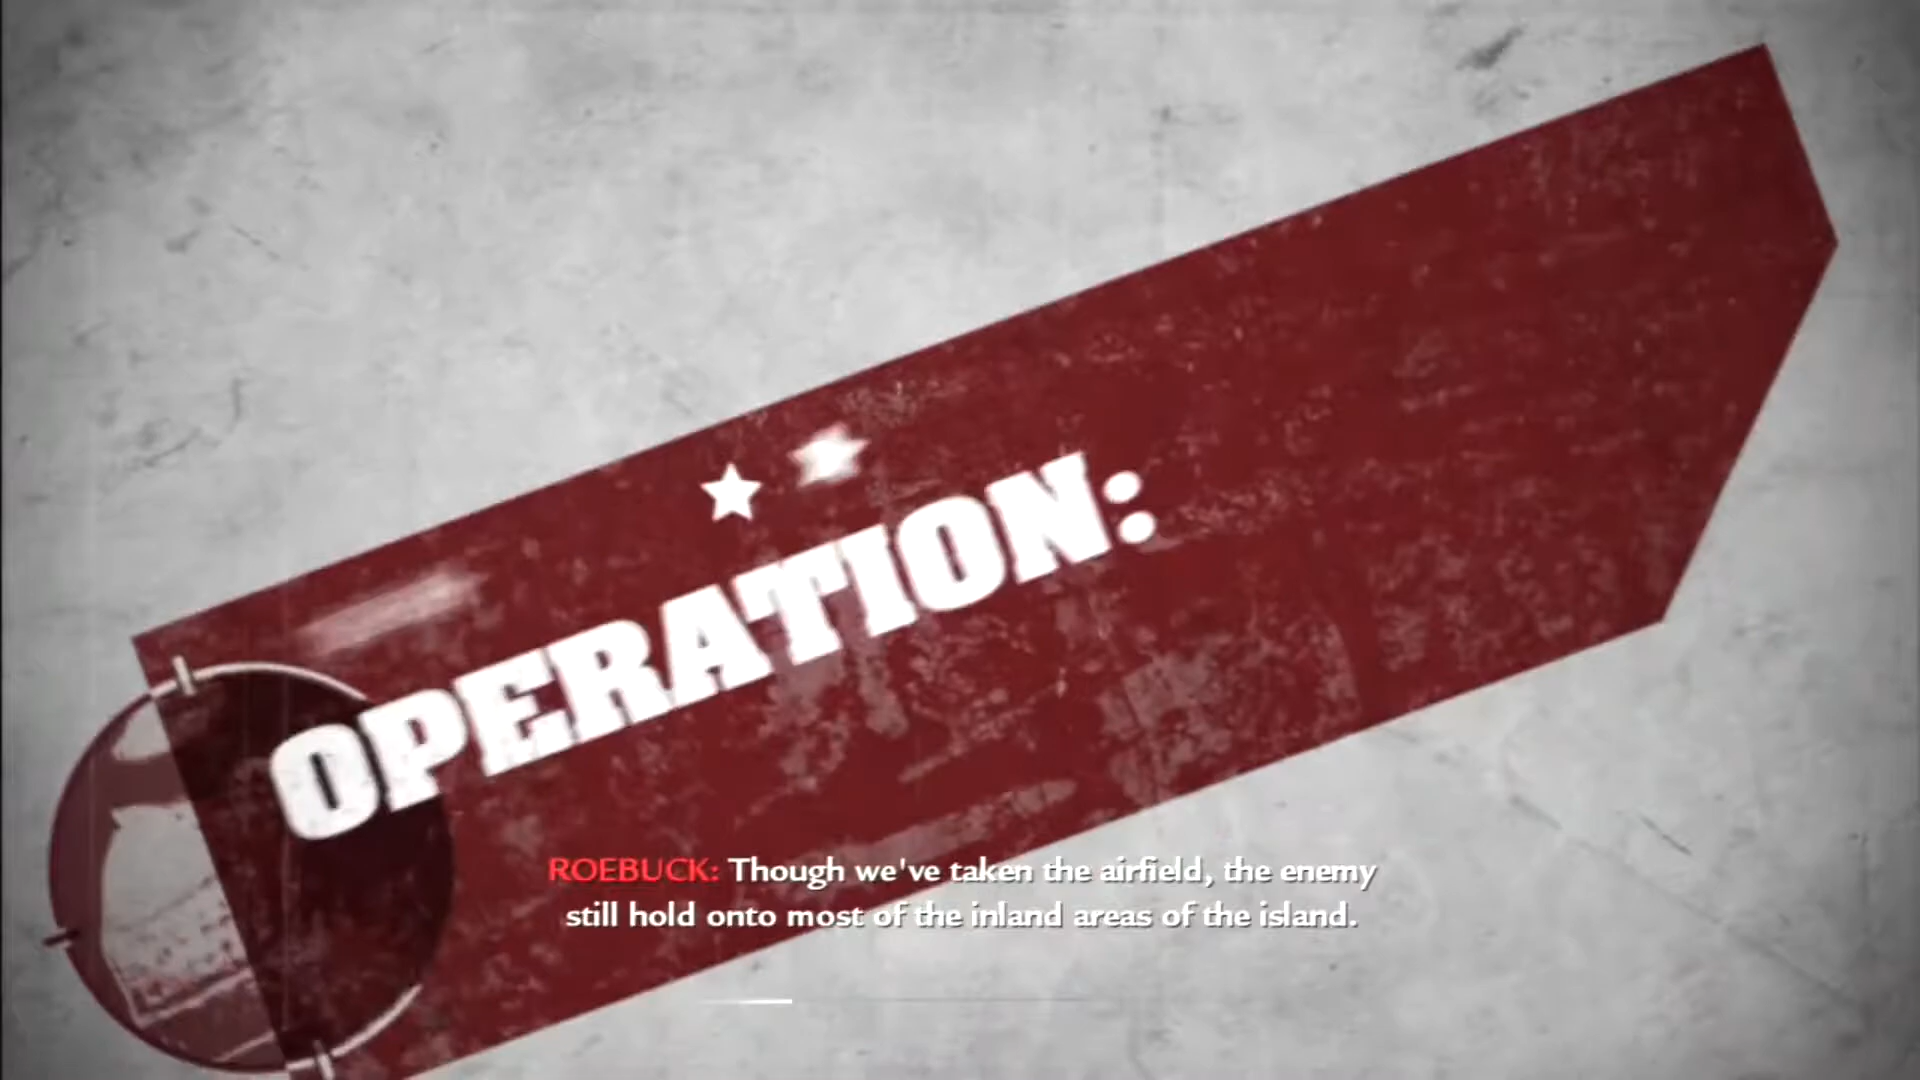 OPERATION:
ROEBUCK: Though we've taken the airfield, the enemy
still hold onto most of the inland areas of the island.